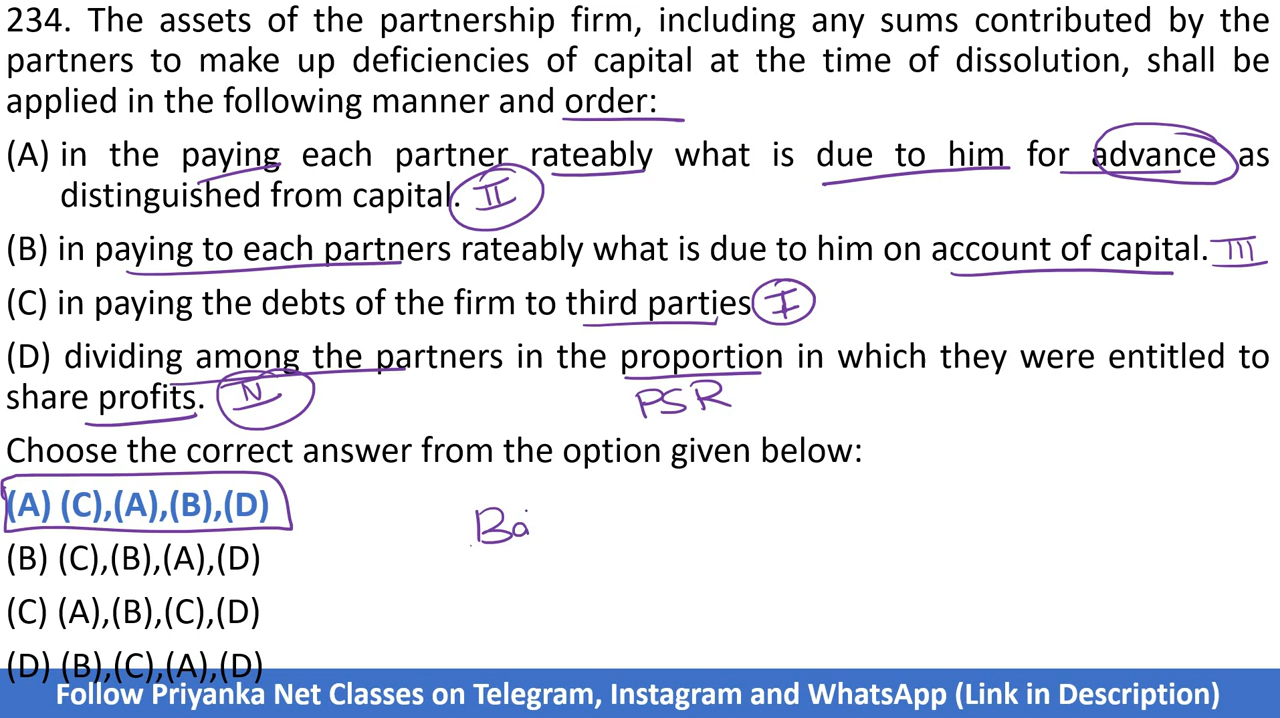 234. The assets of the partnership firm, including any sums contributed by the
partners to make up deficiencies of capital at the time of dissolution, shall be
applied in the following manner and order:
(A) in the paying each partner rateably what is due to him for advance as
distinguished from capital. II
(B) in paying to each partners rateably what is due to him on account of capital. III
(C) in paying the debts of the firm to third parties I
(D) dividing among the partners in the proportion in which they were entitled to
share profits. IV
PSR
Choose the correct answer from the option given below:
(A) (C),(A),(B),(D)
Ba
(B) (C),(B),(A),(D)
(C) (A),(B),(C),(D)
(D) (B),(C),(A),(D)
Follow Priyanka Net Classes on Telegram, Instagram and WhatsApp (Link in Description)